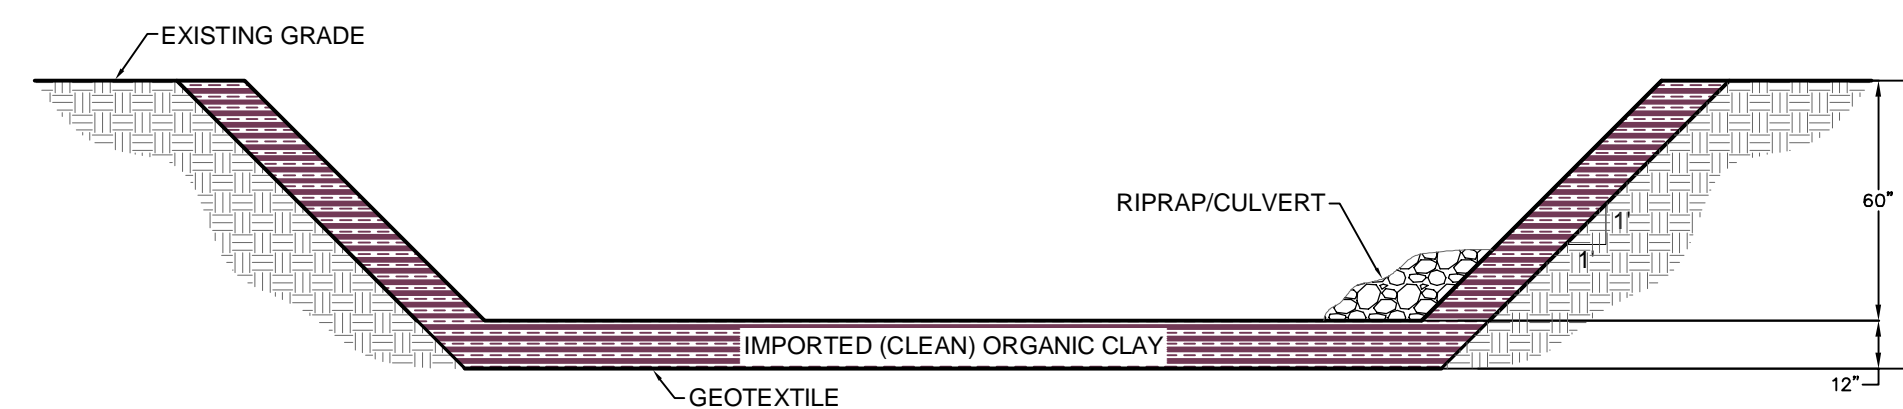 EXISTING GRADE
RIPRAP/CULVERT
60"
1'
1'
IMPORTED (CLEAN) ORGANIC CLAY
12"
GEOTEXTILE